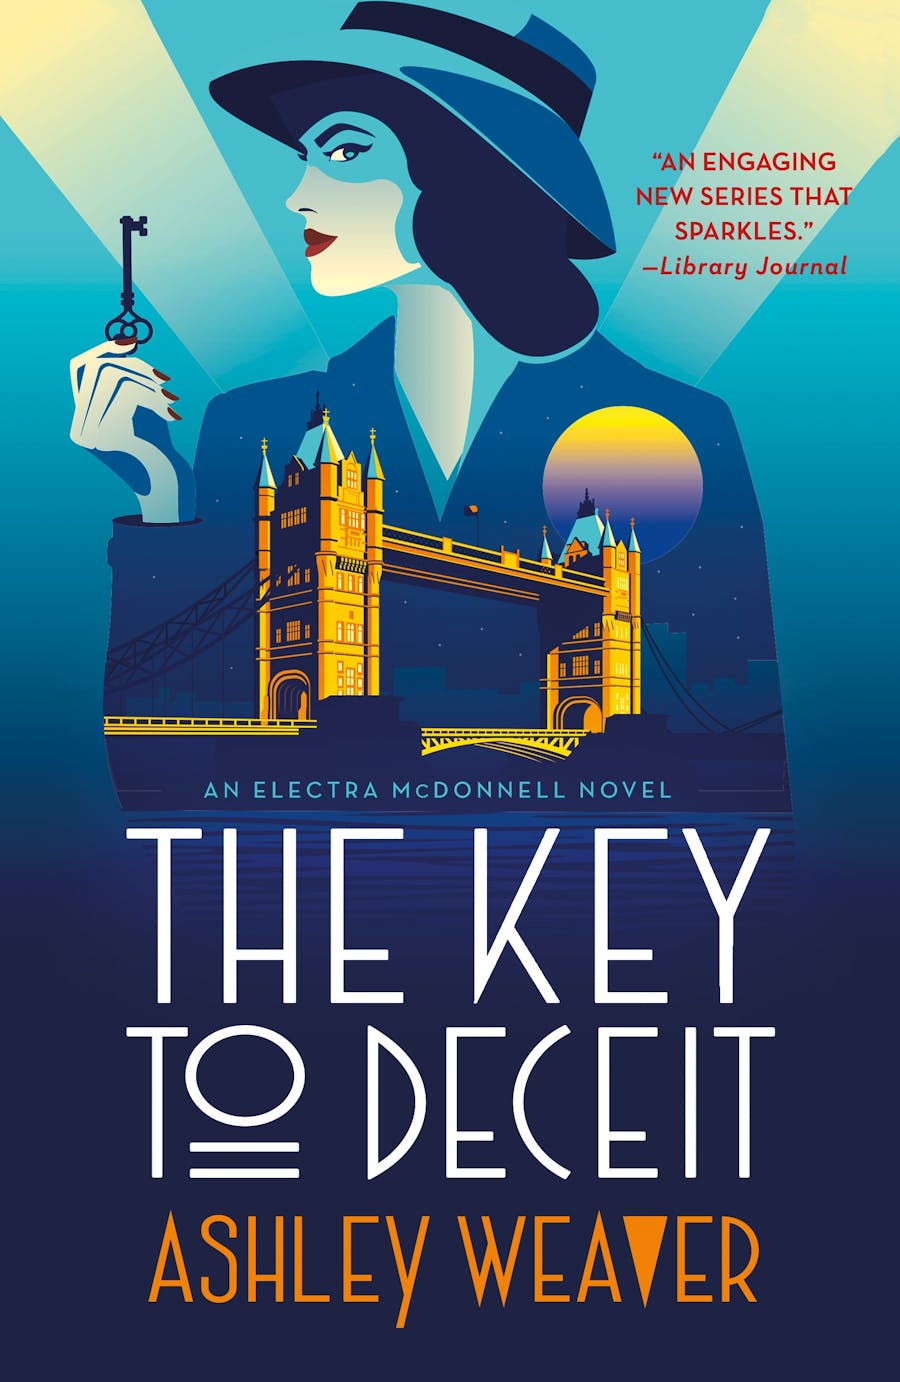 “AN ENGAGING
NEW SERIES THAT
SPARKLES.”
—Library Journal
AN ELECTRA McDONNELL NOVEL
THE KEY
TO DECEIT
ASHLEY WEAVER